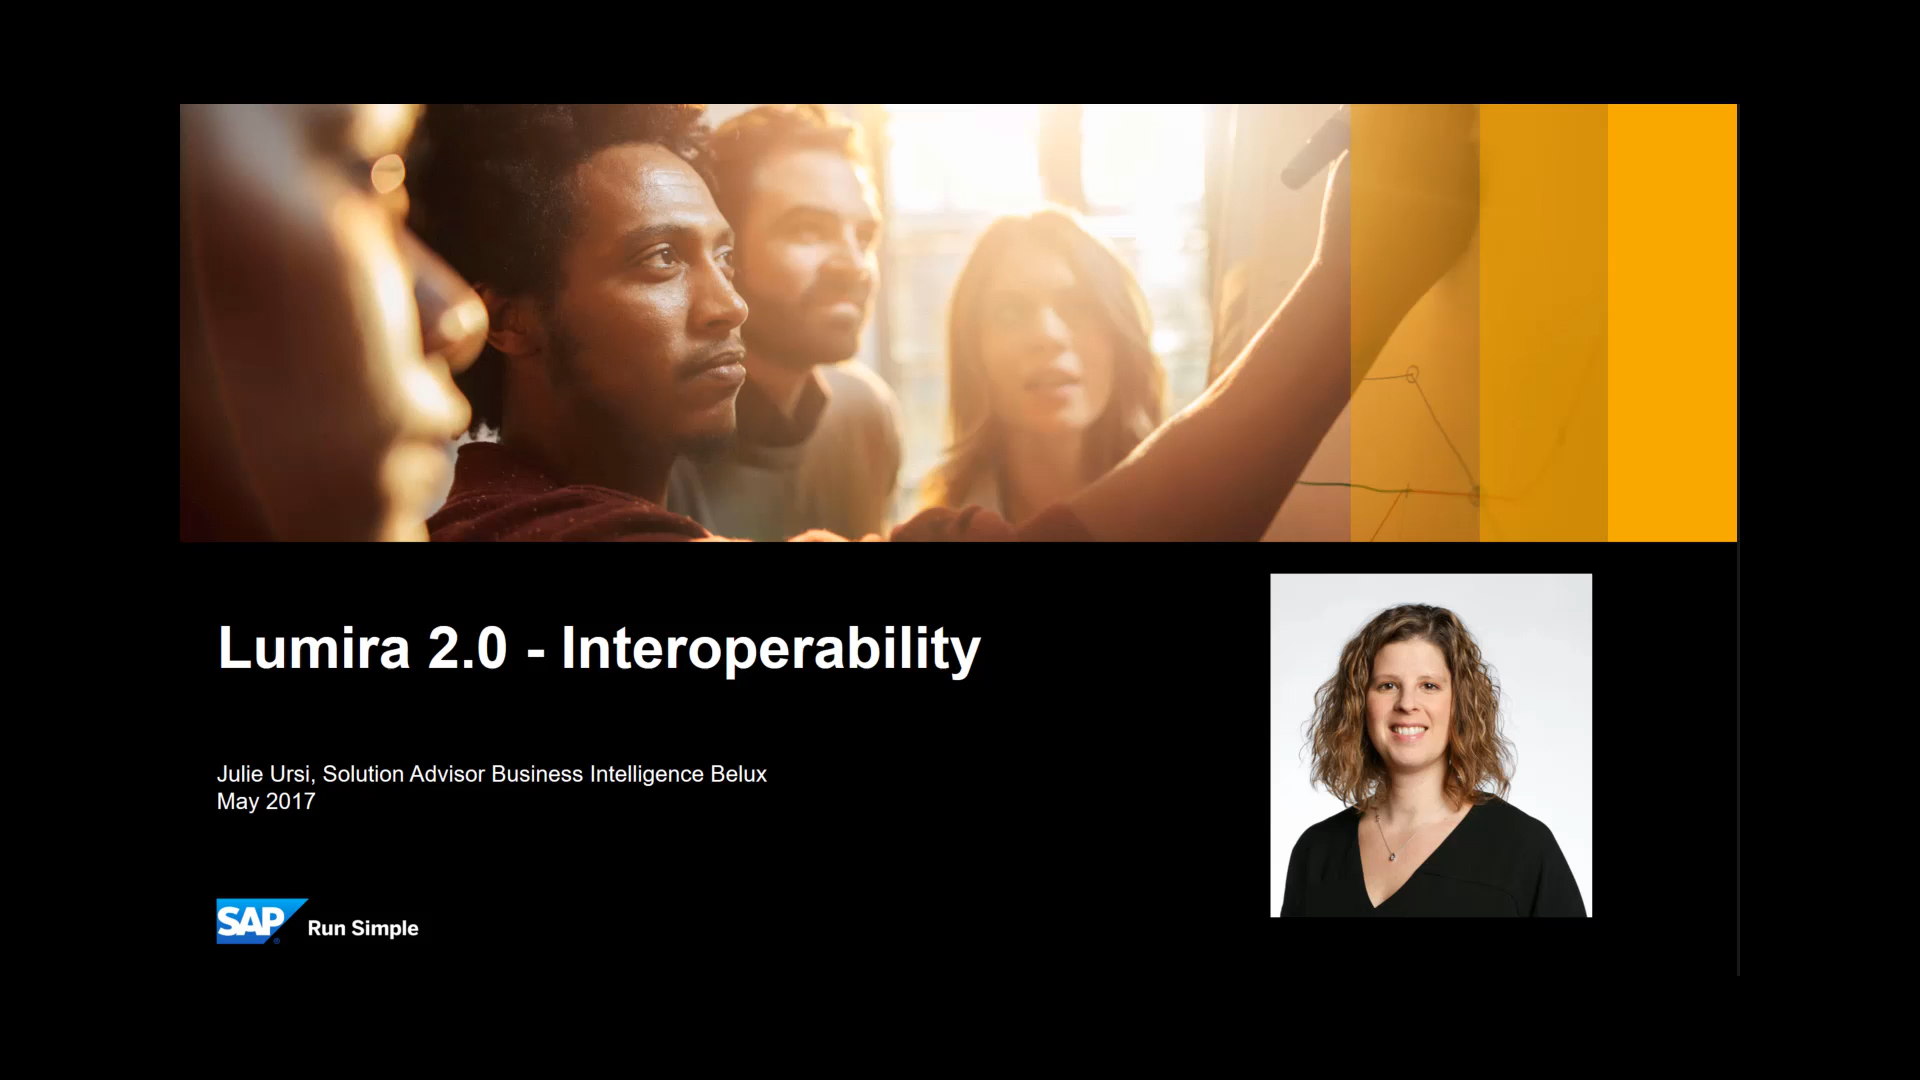 Lumira 2.0 - Interoperability
Julie Ursi, Solution Advisor Business Intelligence Belux
May 2017
SAP Run Simple